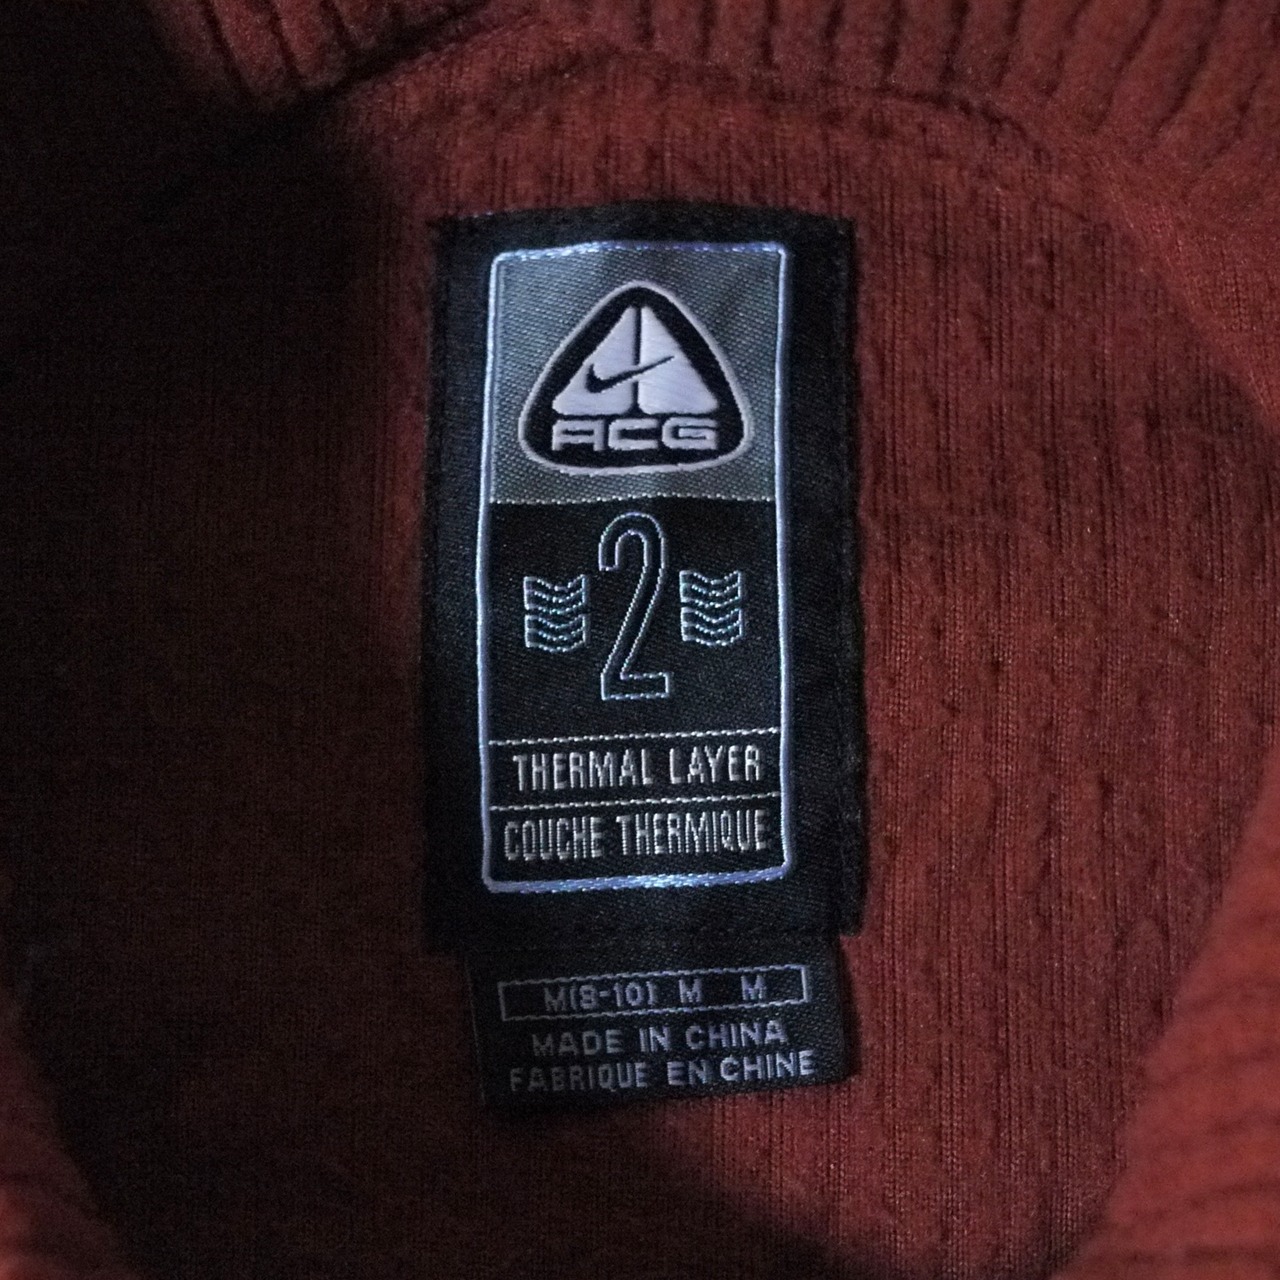 ACG
2
THERMAL LAYER
COUCHE THERMIQUE
M(8-10) M M
MADE IN CHINA
FABRIQUE EN CHINE